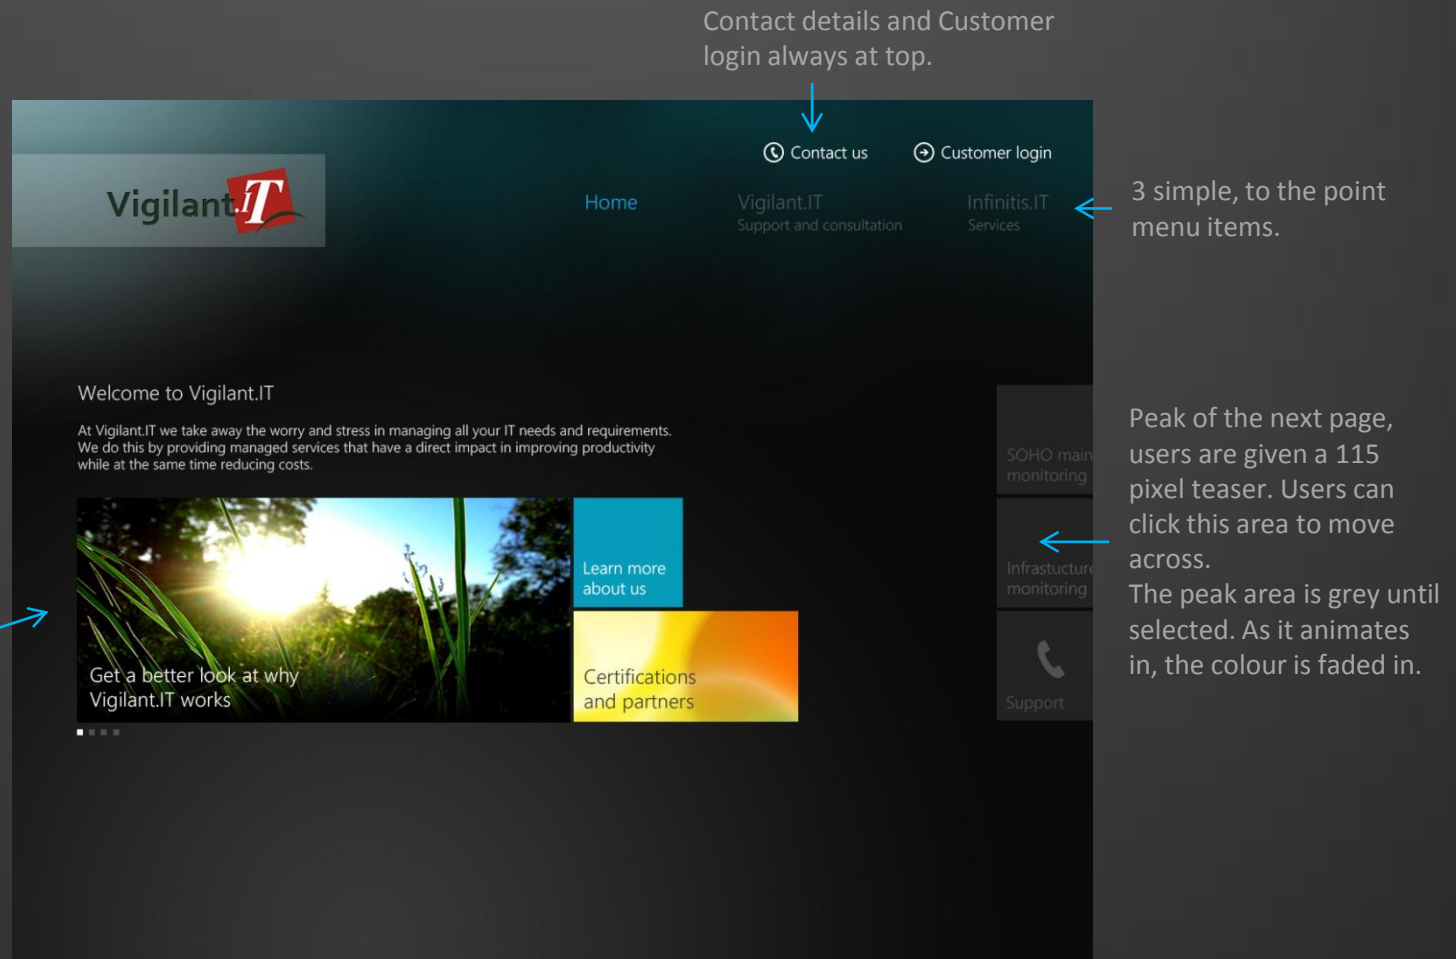 Contact details and Customer
login always at top.
Contact us
Customer login
Vigilant.iT
Home
Vigilant.IT
Support and consultation
Infinitis.IT
Services
3 simple, to the point
menu items.
Welcome to Vigilant.IT
At Vigilant.IT we take away the worry and stress in managing all your IT needs and requirements.
We do this by providing managed services that have a direct impact in improving productivity
while at the same time reducing costs.
Get a better look at why
Vigilant.IT works
Learn more
about us
Certifications
and partners
SOHO main
monitoring
Infrastucture
monitoring
Support
Peak of the next page,
users are given a 115
pixel teaser. Users can
click this area to move
across.
The peak area is grey until
selected. As it animates
in, the colour is faded in.